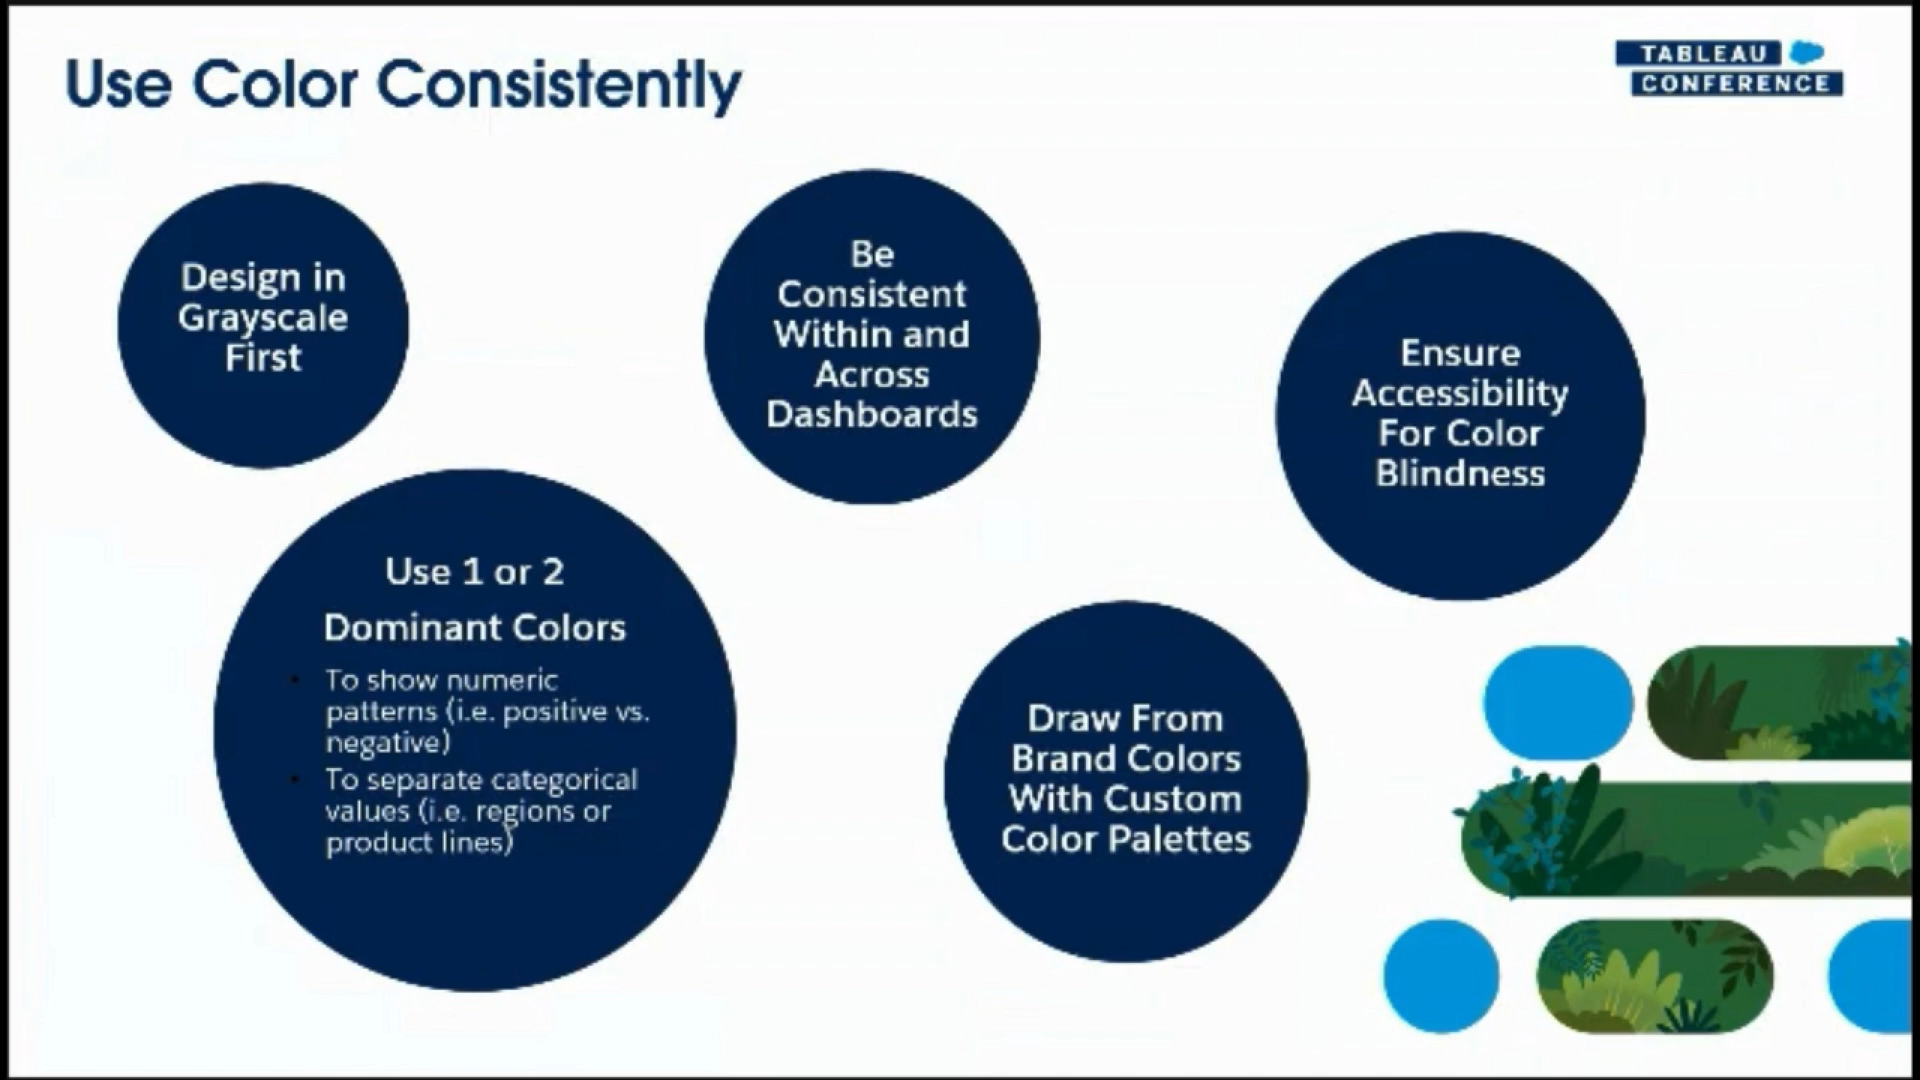 Use Color Consistently
TABLEAU
CONFERENCE
Design in
Grayscale
First
Be
Consistent
Within and
Across
Dashboards
Ensure
Accessibility
For Color
Blindness
Use 1 or 2
Dominant Colors
• To show numeric
patterns (i.e. positive vs.
negative)
• To separate categorical
values (i.e. regions or
product lines)
Draw From
Brand Colors
With Custom
Color Palettes